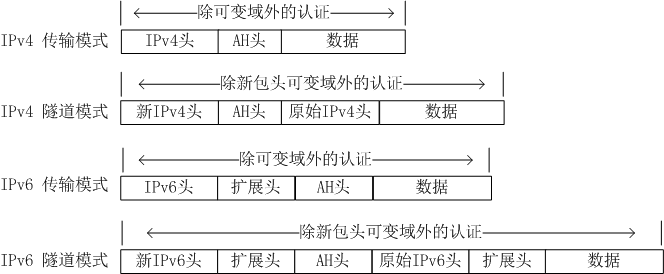 除可变域外的认证
IPv4 传输模式 IPv4头 AH头 数据
除新包头可变域外的认证
IPv4 隧道模式 新IPv4头 AH头 原始IPv4头 数据
除可变域外的认证
IPv6 传输模式 IPv6头 扩展头 AH头 数据
除新包头可变域外的认证
IPv6 隧道模式 新IPv6头 扩展头 AH头 原始IPv6头 扩展头 数据